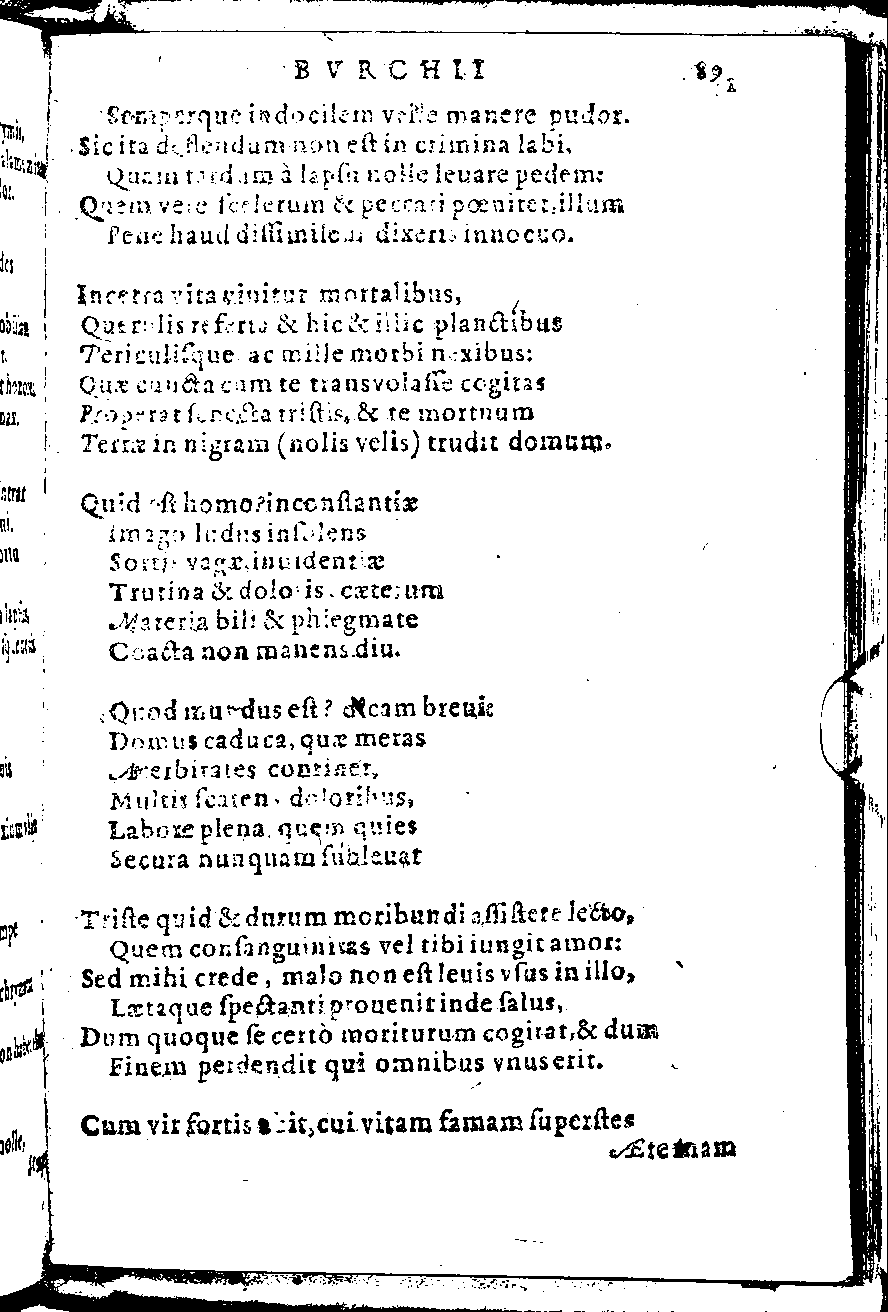 BVRCHII 89
Semperque indocilem velle manere pudor.
Sic ita deflendum non est in crimina labi,
Quam tardum à lapsu nolle leuare pedem:
Quem vere scelerum & peccati pœnitet, illum
Pene haud dissimilem dixeris innocuo.
Incerta vita viuitur mortalibus,
Querulis referta & hic & illic planctibus
Periculisque ac mille morbi nexibus:
Quæ cuncta cum te transvolasse cogitas
Properat senecta tristis, & te mortuum
Terræ in nigram (nolis velis) trudit domum.
Quid est homo? inconstantiæ
Imago ludus insolens
Sortis vagæ, inuidentiæ
Trutina & doloris, cæterum
Materia bili & phlegmate
Coacta non manens diu.
Quod mundus est? dicam breuis
Domus caduca, quæ meras
Acerbitates continet,
Multis scatens doloribus,
Labore plena, quem quies
Secura nunquam subleuat
Triste quid & durum moribundi assistere lecto,
Quem consanguinitas vel tibi iungit amor:
Sed mihi crede, malo non est leuis vsus in illo,
Lætaque spectanti prouenit inde salus,
Dum quoque se certò moriturum cogitat, & dum
Finem perdendit qui omnibus vnus erit.
Cum vir fortis abit, cui vitam famam superstes
Æternam